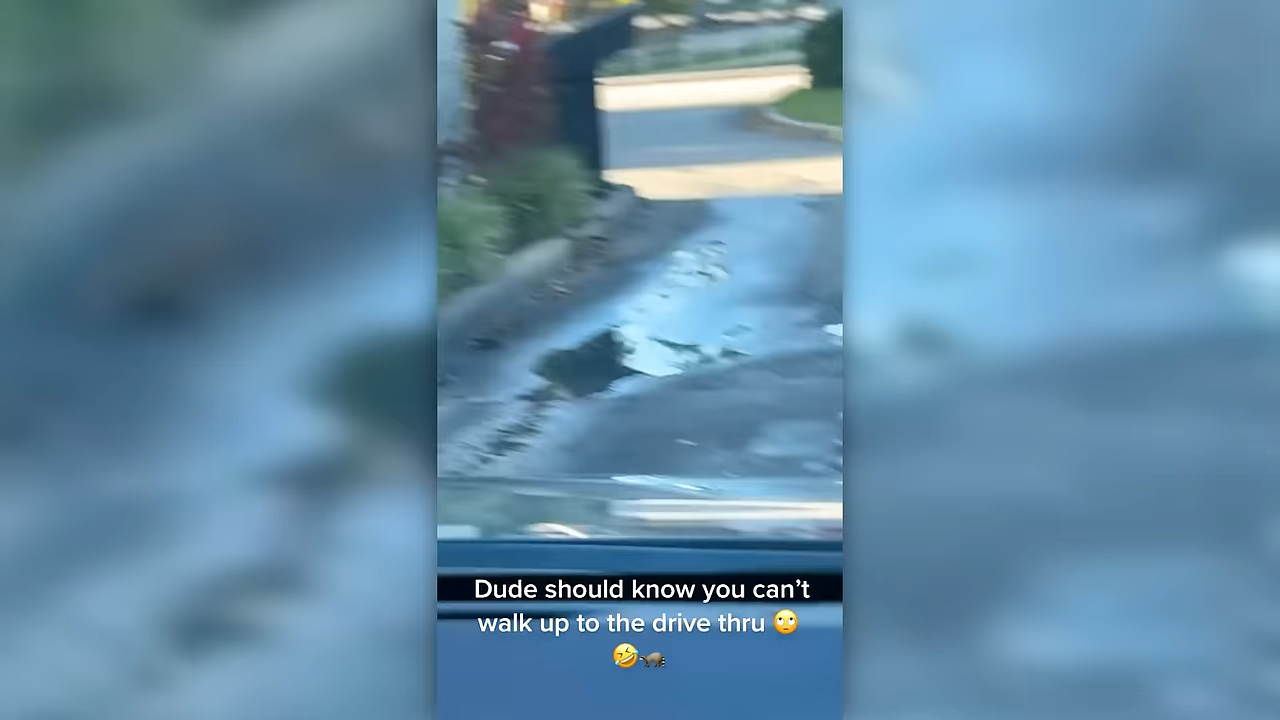 Dude should know you can’t
walk up to the drive thru 🙄
🤣🦝